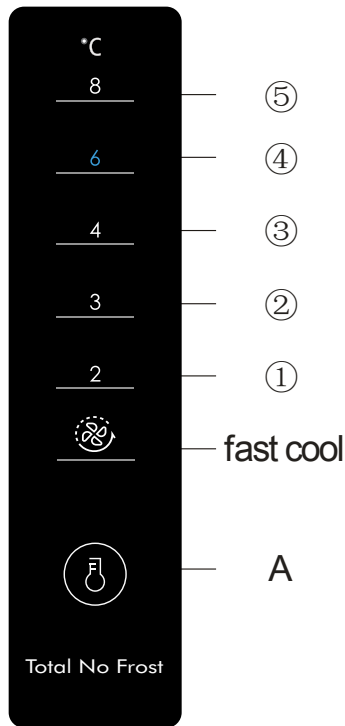 °C
8 ⑤
6 ④
4 ③
3 ②
2 ①
fast cool
A
Total No Frost